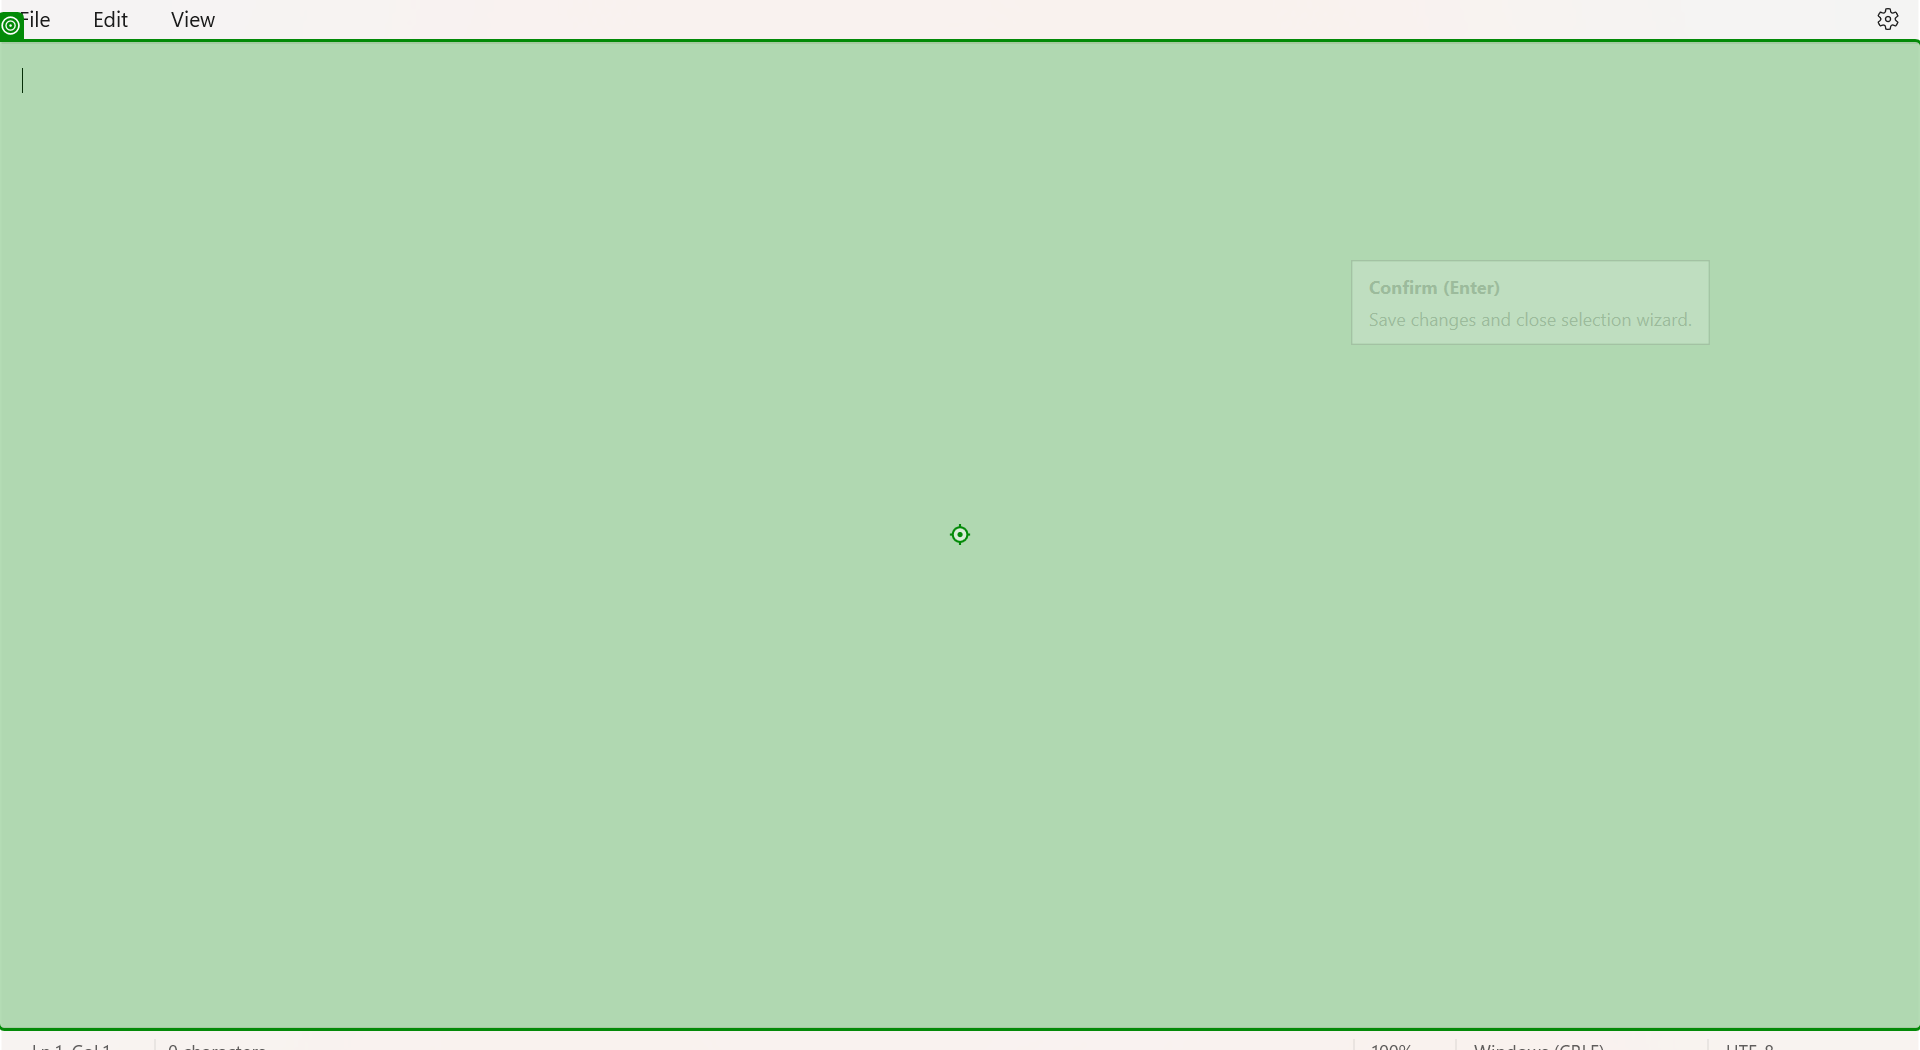 File Edit View
Confirm (Enter)
Save changes and close selection wizard.
Ln 1, Col 1 0 characters 100% Windows (CRLF) UTF-8